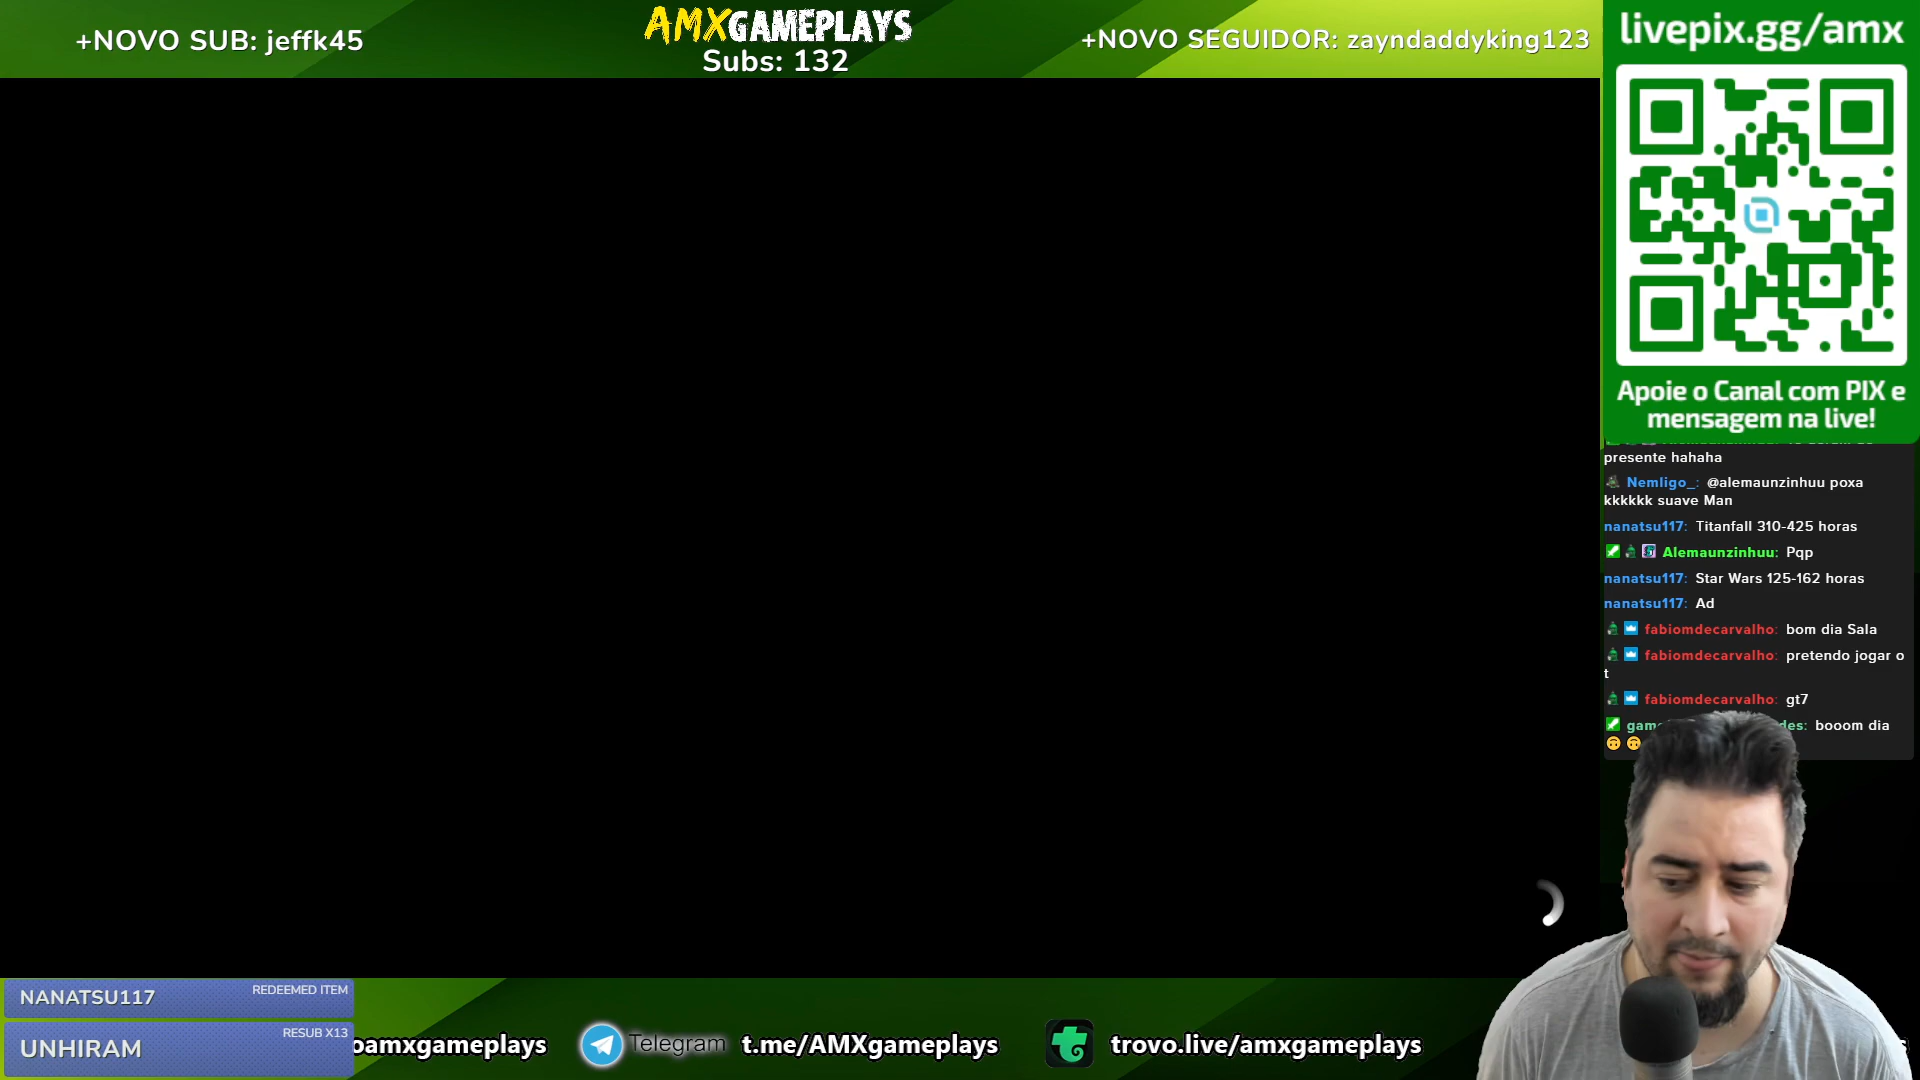 +NOVO SUB: jeffk45
AMXGAMEPLAYS
Subs: 132
+NOVO SEGUIDOR: zayndaddyking123
livepix.gg/amx
Apoie o Canal com PIX e
mensagem na live!
presente hahaha
Nemligo_: @alemaunzinhuu poxa
kkkkkk suave Man
nanatsu117: Titanfall 310-425 horas
Alemaunzinhuu: Pqp
nanatsu117: Star Wars 125-162 horas
nanatsu117: Ad
fabiomdecarvalho: bom dia Sala
fabiomdecarvalho: pretendo jogar o
t
fabiomdecarvalho: gt7
booom dia
🙃 🙃
NANATSU117
REDEEMED ITEM
UNHIRAM
RESUB X13
oamxgameplays
Telegram
t.me/AMXgameplays
trovo.live/amxgameplays